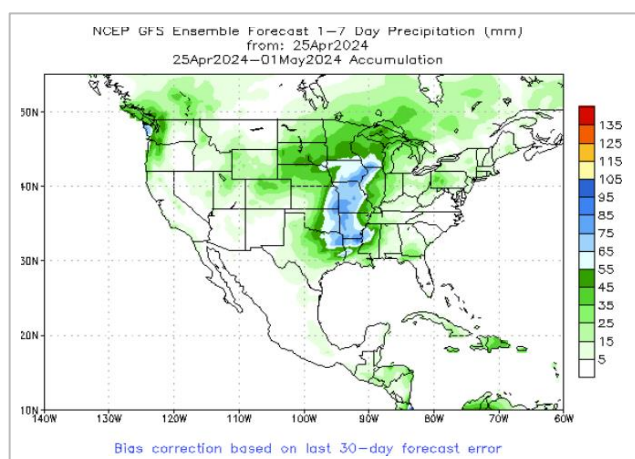 NCEP GFS Ensemble Forecast 1-7 Day Precipitation (mm)
from: 25Apr2024
25Apr2024-01May2024 Accumulation
50N
40N
30N
20N
10N
140W
120W
100W
90W
80W
70W
60W
135
125
115
105
95
85
75
65
55
45
35
25
15
5
Bias correction based on last 30-day forecast error